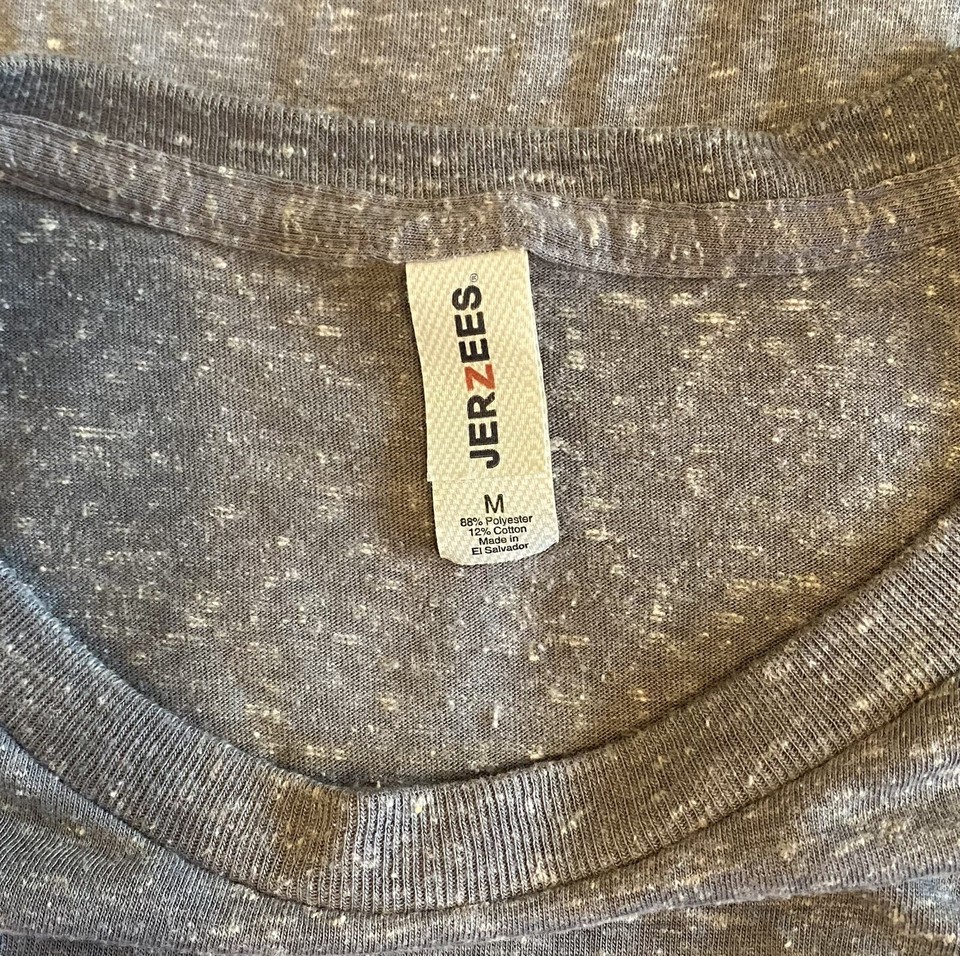 JERZEES®
M
88% Polyester
12% Cotton
Made in
El Salvador